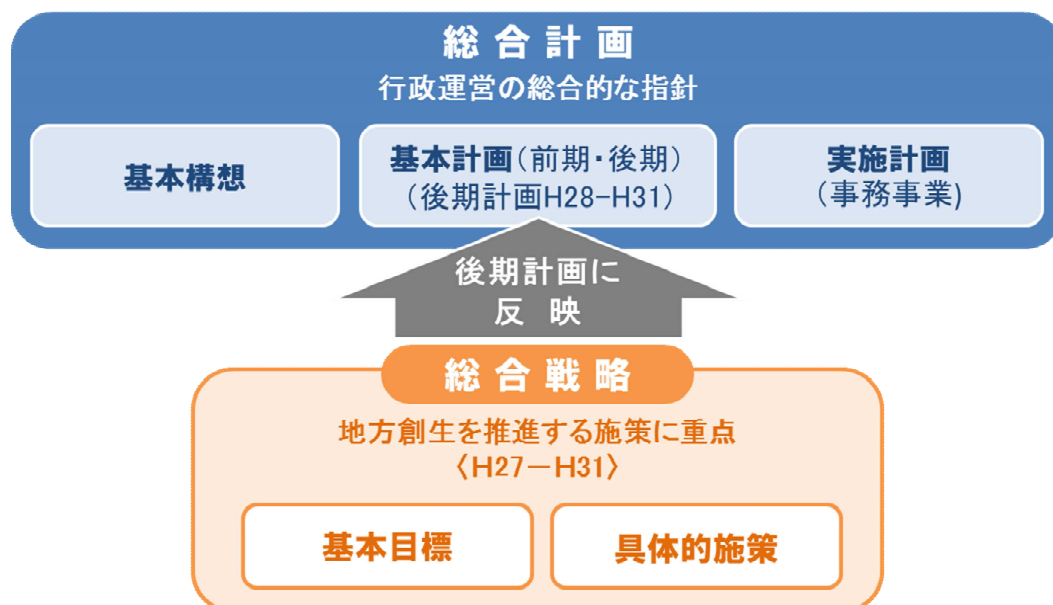 総合計画
行政運営の総合的な指針
基本構想
基本計画(前期・後期)
(後期計画H28-H31)
実施計画
(事務事業)
後期計画に
反映
総合戦略
地方創生を推進する施策に重点
〈H27－H31〉
基本目標
具体的施策